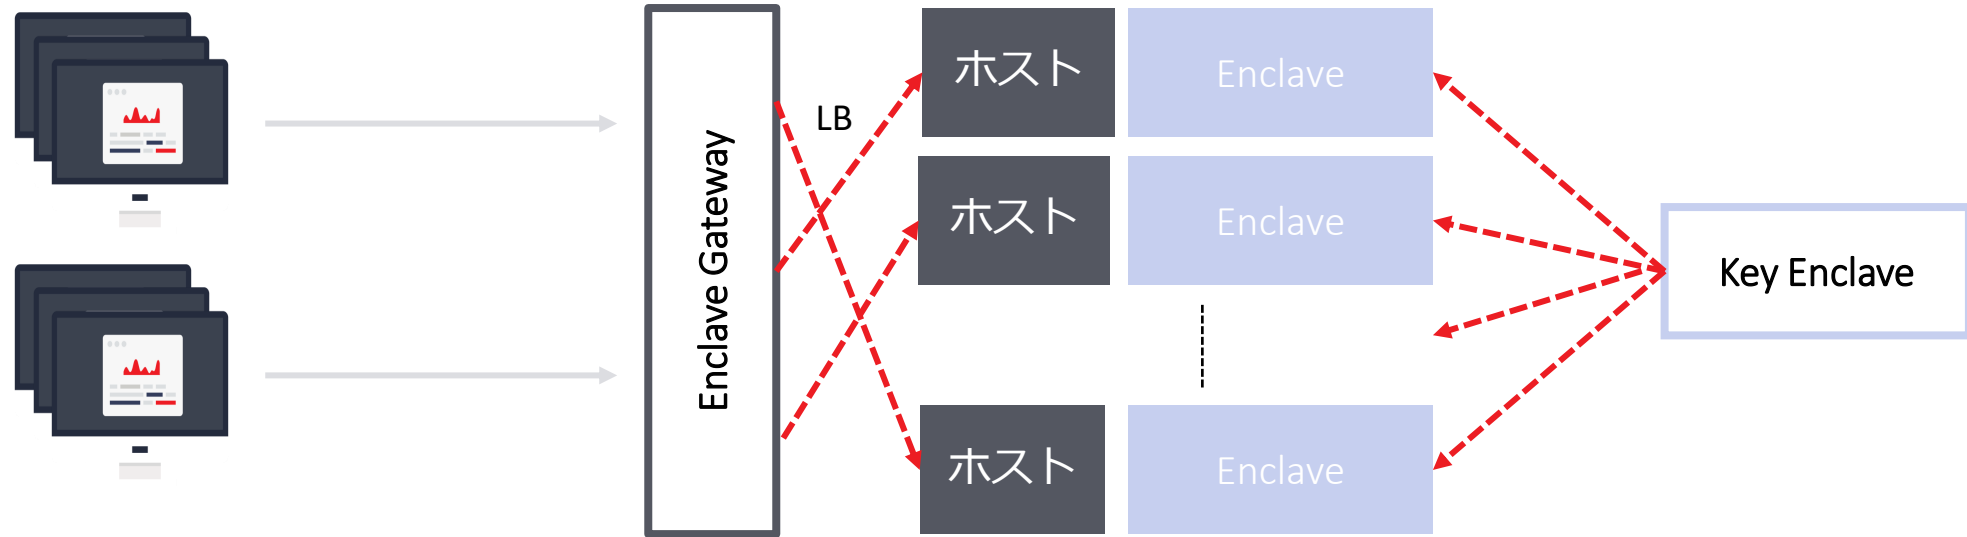 Enclave Gateway
LB
ホスト
Enclave
ホスト
Enclave
Key Enclave
ホスト
Enclave